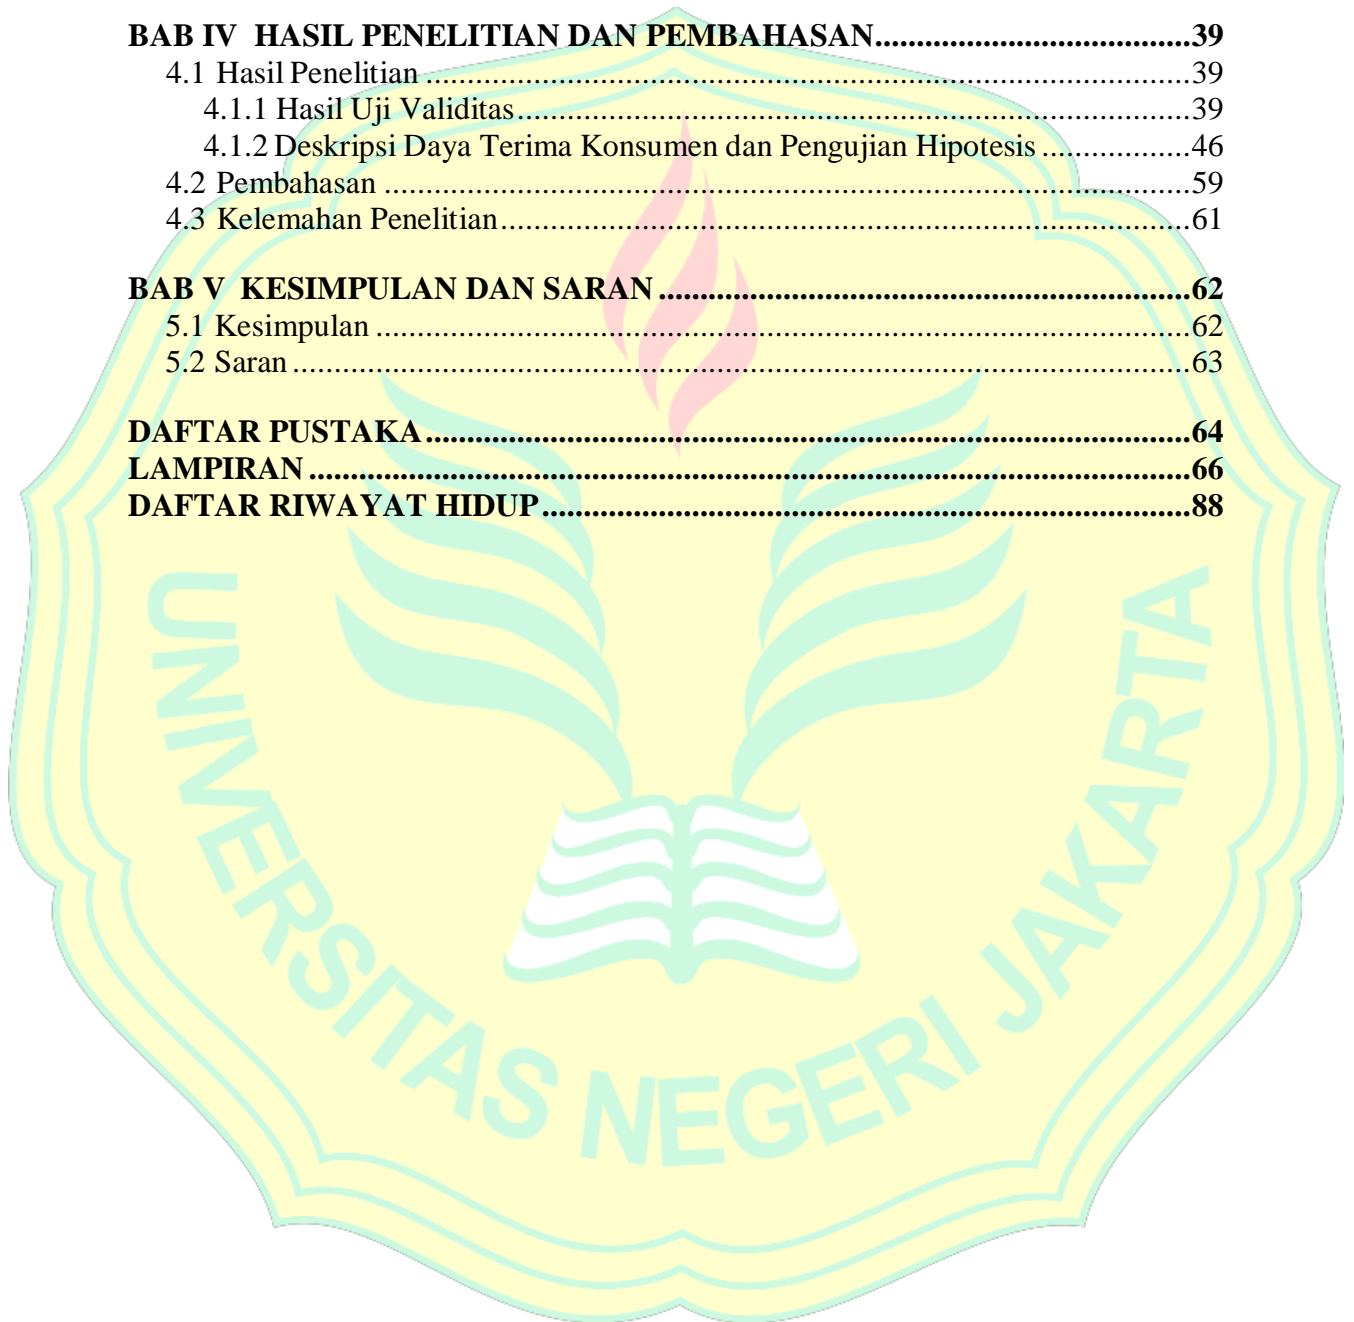 BAB IV HASIL PENELITIAN DAN PEMBAHASAN......................................39
4.1 Hasil Penelitian................................................................................................39
4.1.1 Hasil Uji Validitas.....................................................................................39
4.1.2 Deskripsi Daya Terima Konsumen dan Pengujian Hipotesis..................46
4.2 Pembahasan.....................................................................................................59
4.3 Kelemahan Penelitian......................................................................................61
BAB V KESIMPULAN DAN SARAN................................................................62
5.1 Kesimpulan......................................................................................................62
5.2 Saran................................................................................................................63
DAFTAR PUSTAKA............................................................................................64
LAMPIRAN..........................................................................................................66
DAFTAR RIWAYAT HIDUP..............................................................................88
UNIVERSITAS NEGERI JAKARTA